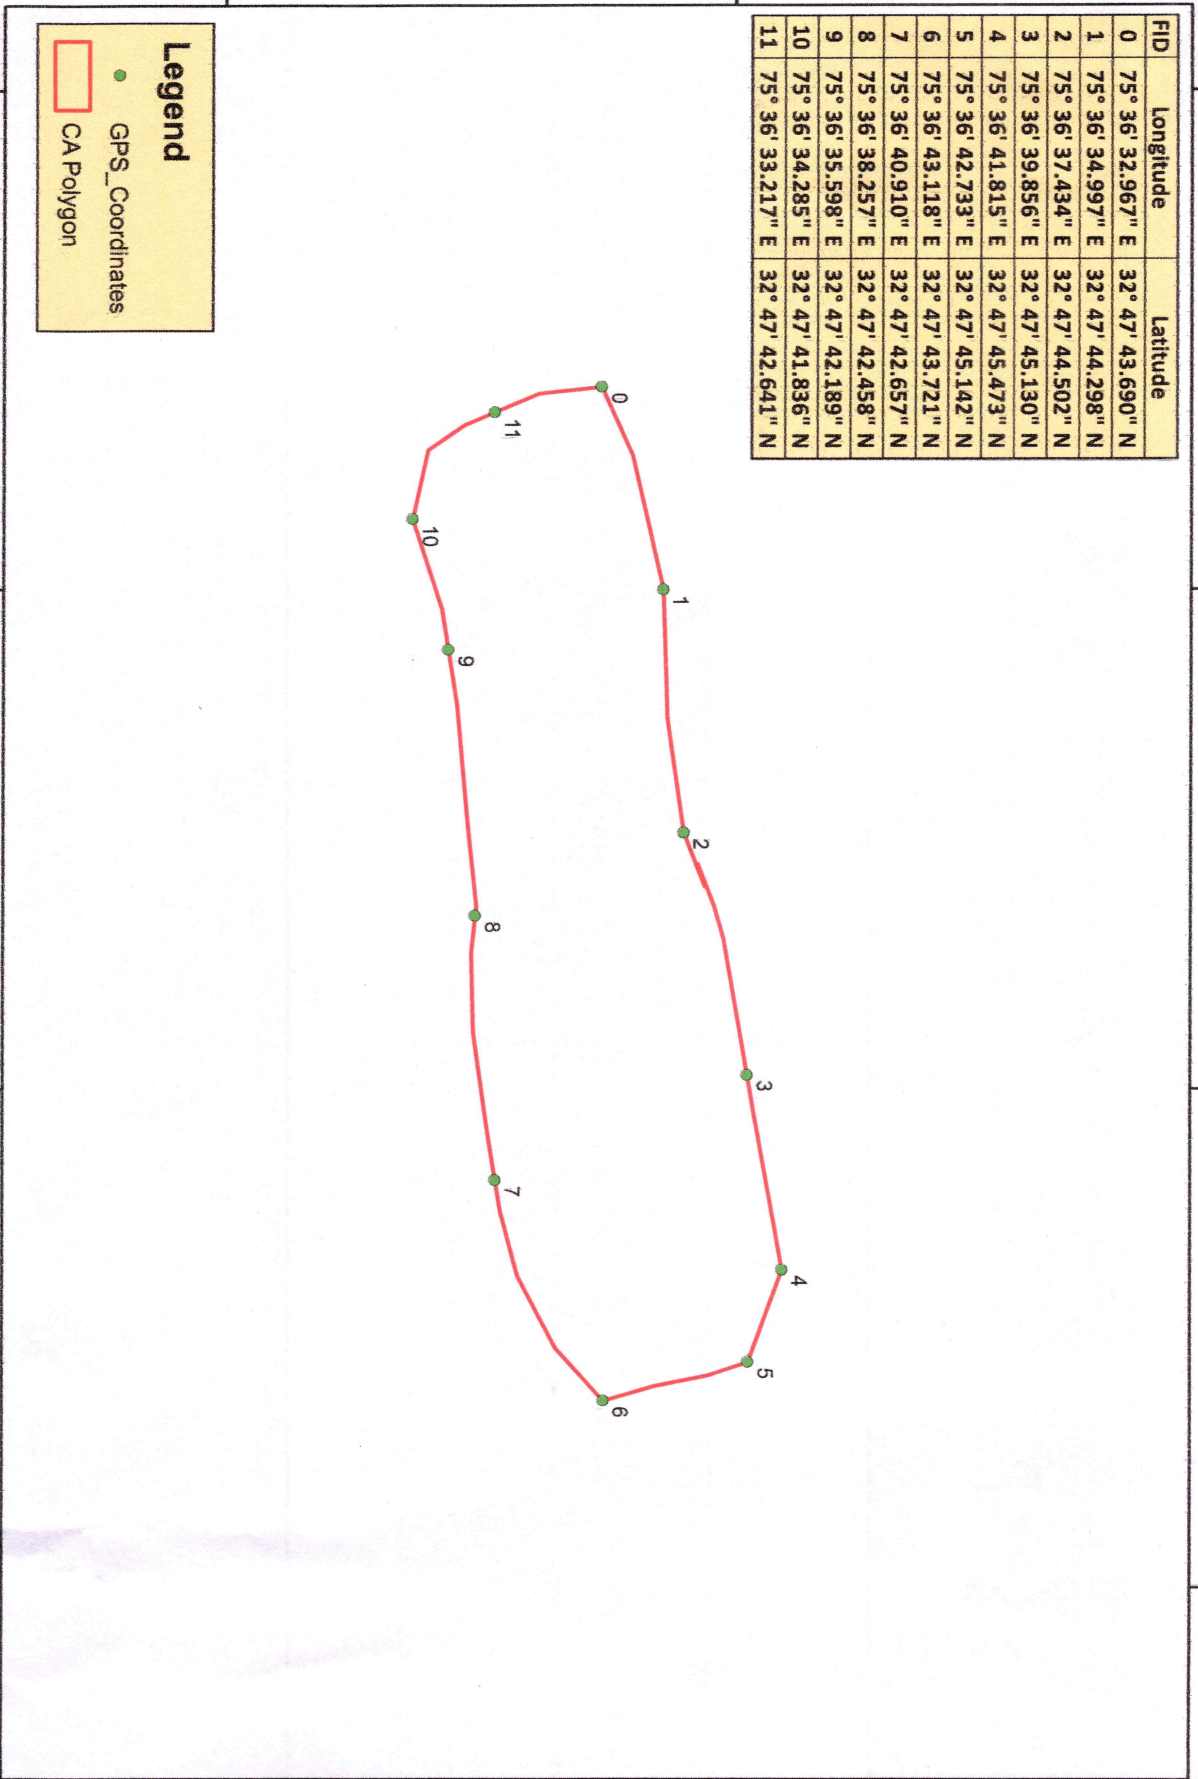 FID Longitude Latitude
0 75° 36' 32.967" E 32° 47' 43.690" N
1 75° 36' 34.997" E 32° 47' 44.298" N
2 75° 36' 37.434" E 32° 47' 44.502" N
3 75° 36' 39.856" E 32° 47' 45.130" N
4 75° 36' 41.815" E 32° 47' 45.473" N
5 75° 36' 42.733" E 32° 47' 45.142" N
6 75° 36' 43.118" E 32° 47' 43.721" N
7 75° 36' 40.910" E 32° 47' 42.657" N
8 75° 36' 38.257" E 32° 47' 42.458" N
9 75° 36' 35.598" E 32° 47' 42.189" N
10 75° 36' 34.285" E 32° 47' 41.836" N
11 75° 36' 33.217" E 32° 47' 42.641" N
4
3
5
2
1
0
6
11
7
8
9
10
Legend
GPS_Coordinates
CA Polygon